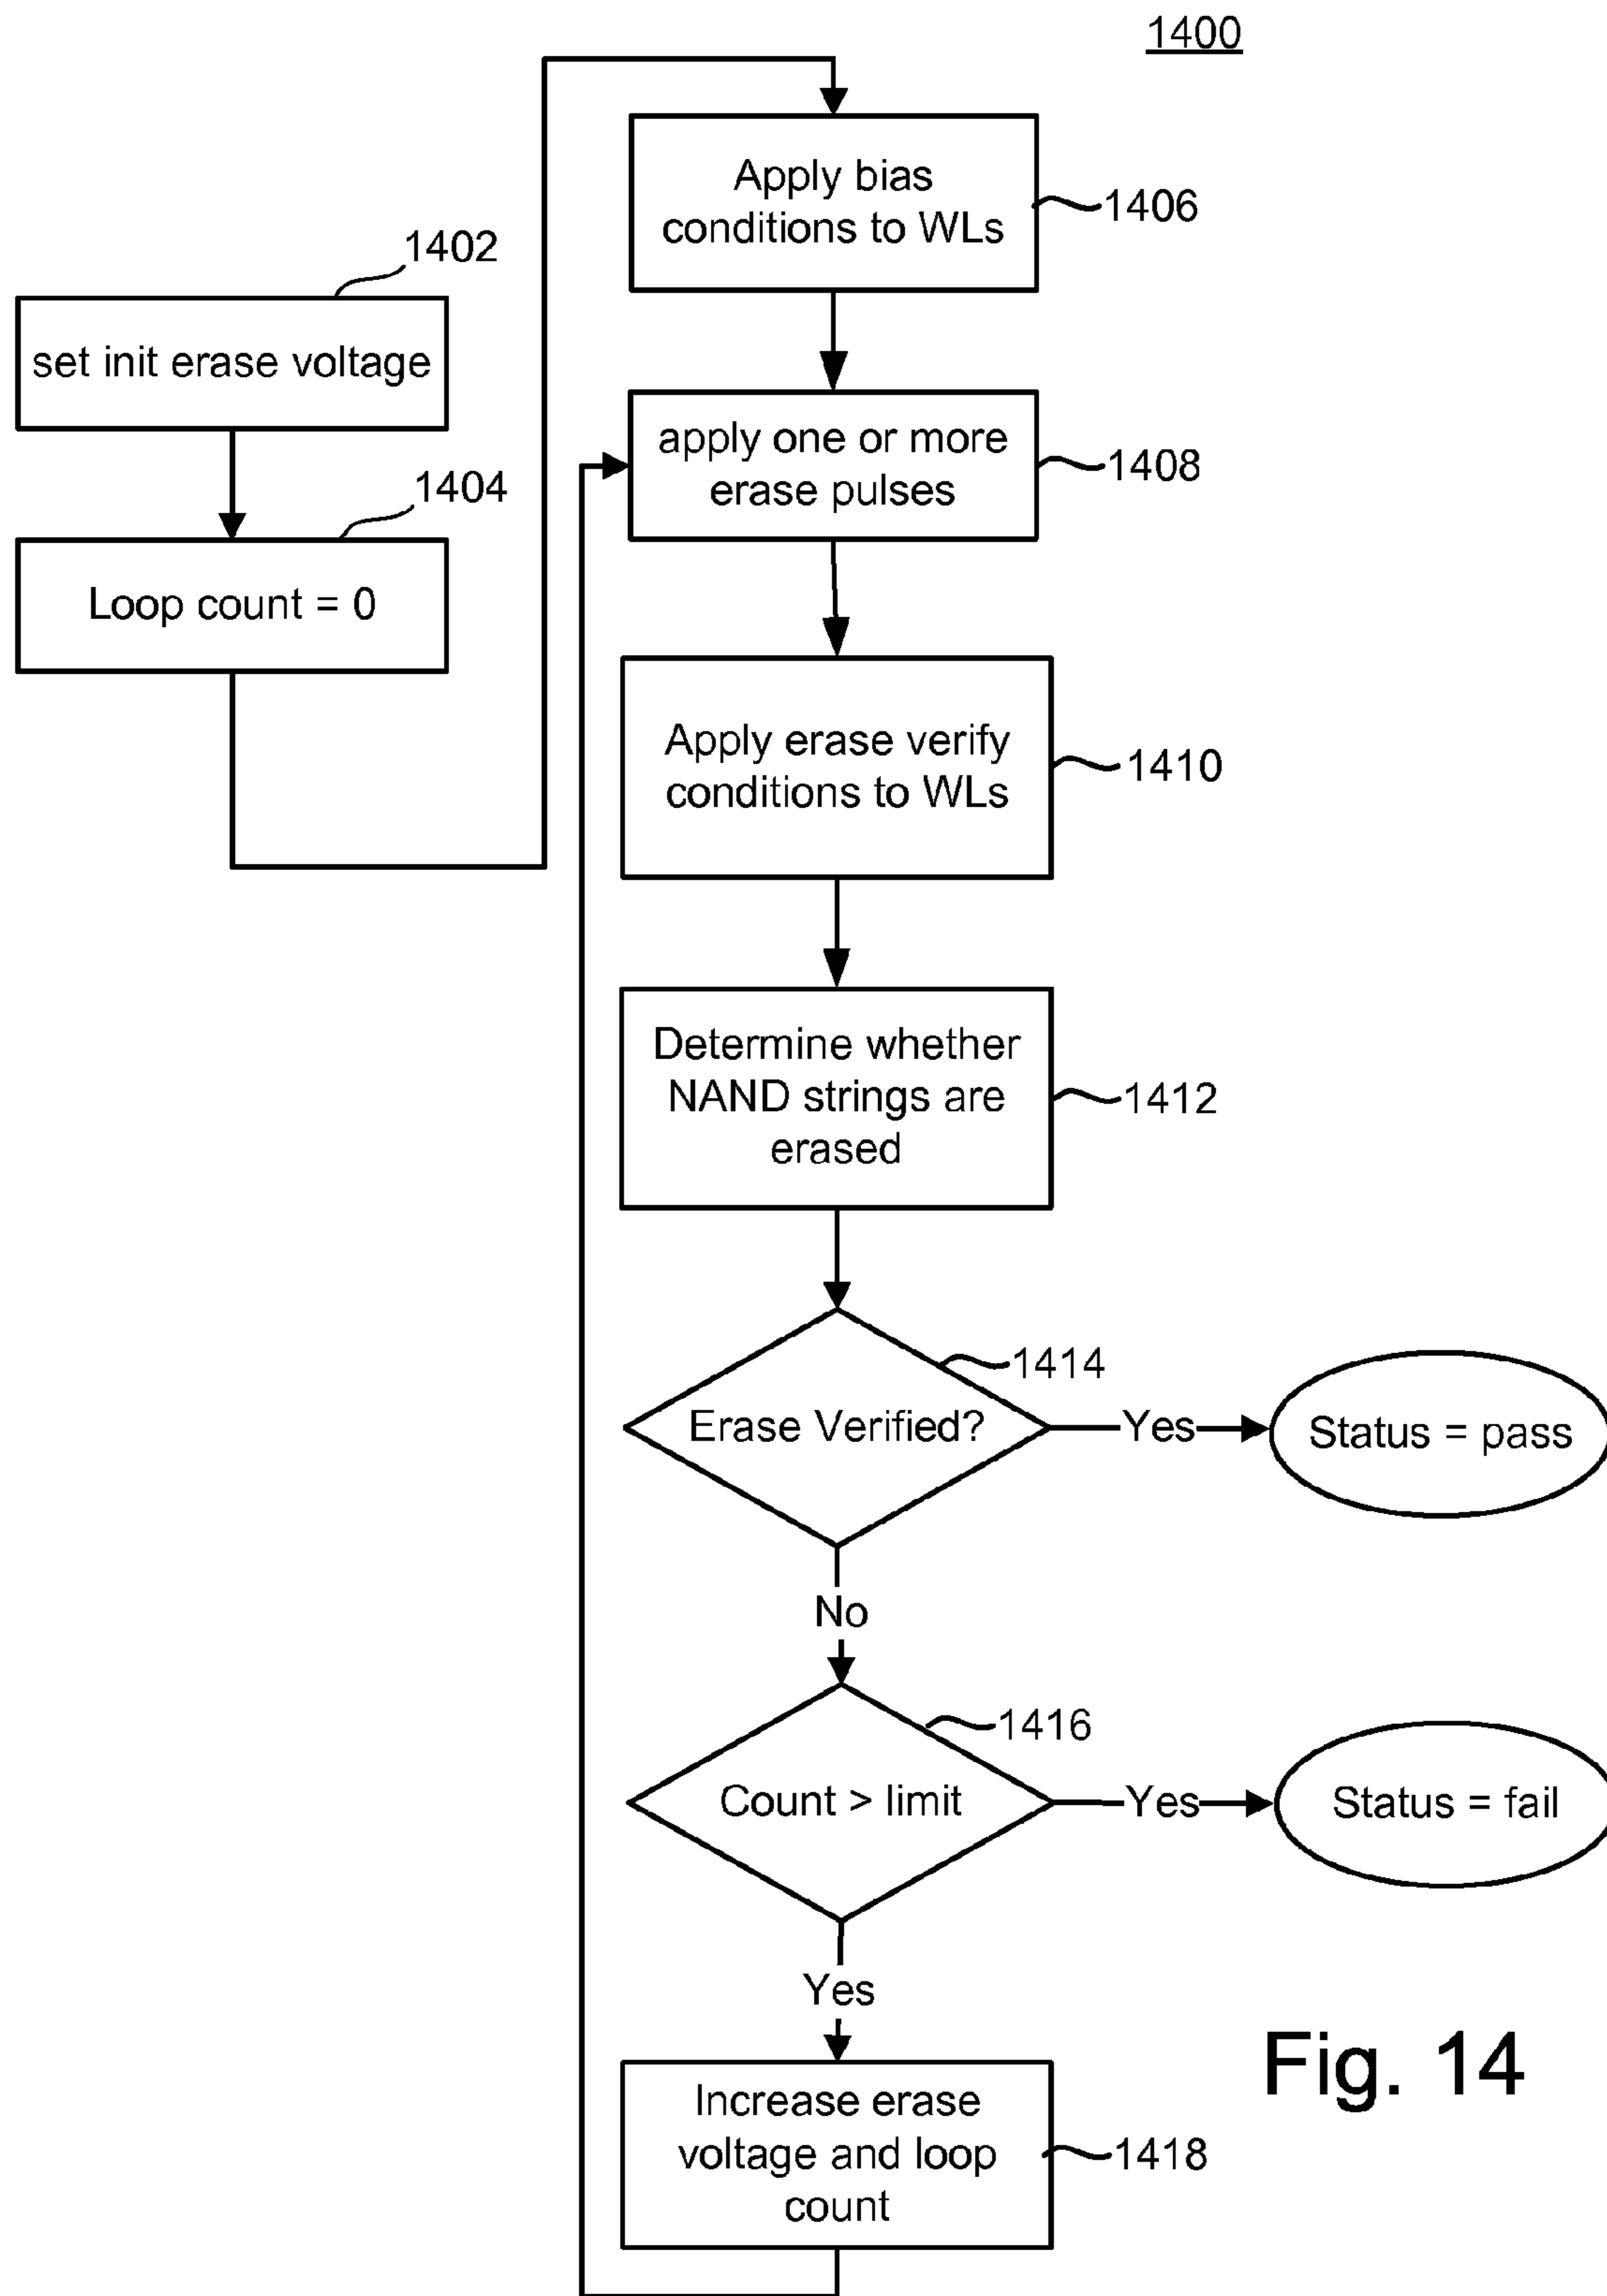 1400
1402
set init erase voltage
1404
Loop count = 0
Apply bias
conditions to WLs
1406
apply one or more
erase pulses
1408
Apply erase verify
conditions to WLs
1410
Determine whether
NAND strings are
erased
1412
1414
Erase Verified?
Yes
Status = pass
No
1416
Count > limit
Yes
Status = fail
Yes
Increase erase
voltage and loop
count
1418
Fig. 14